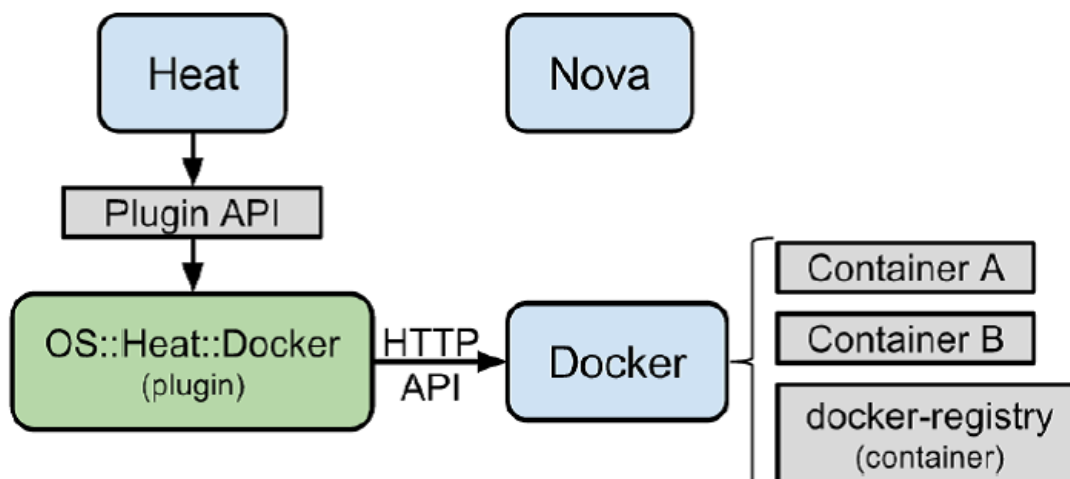 Heat
Nova
Plugin API
OS::Heat::Docker
(plugin)
HTTP
API
Docker
Container A
Container B
docker-registry
(container)